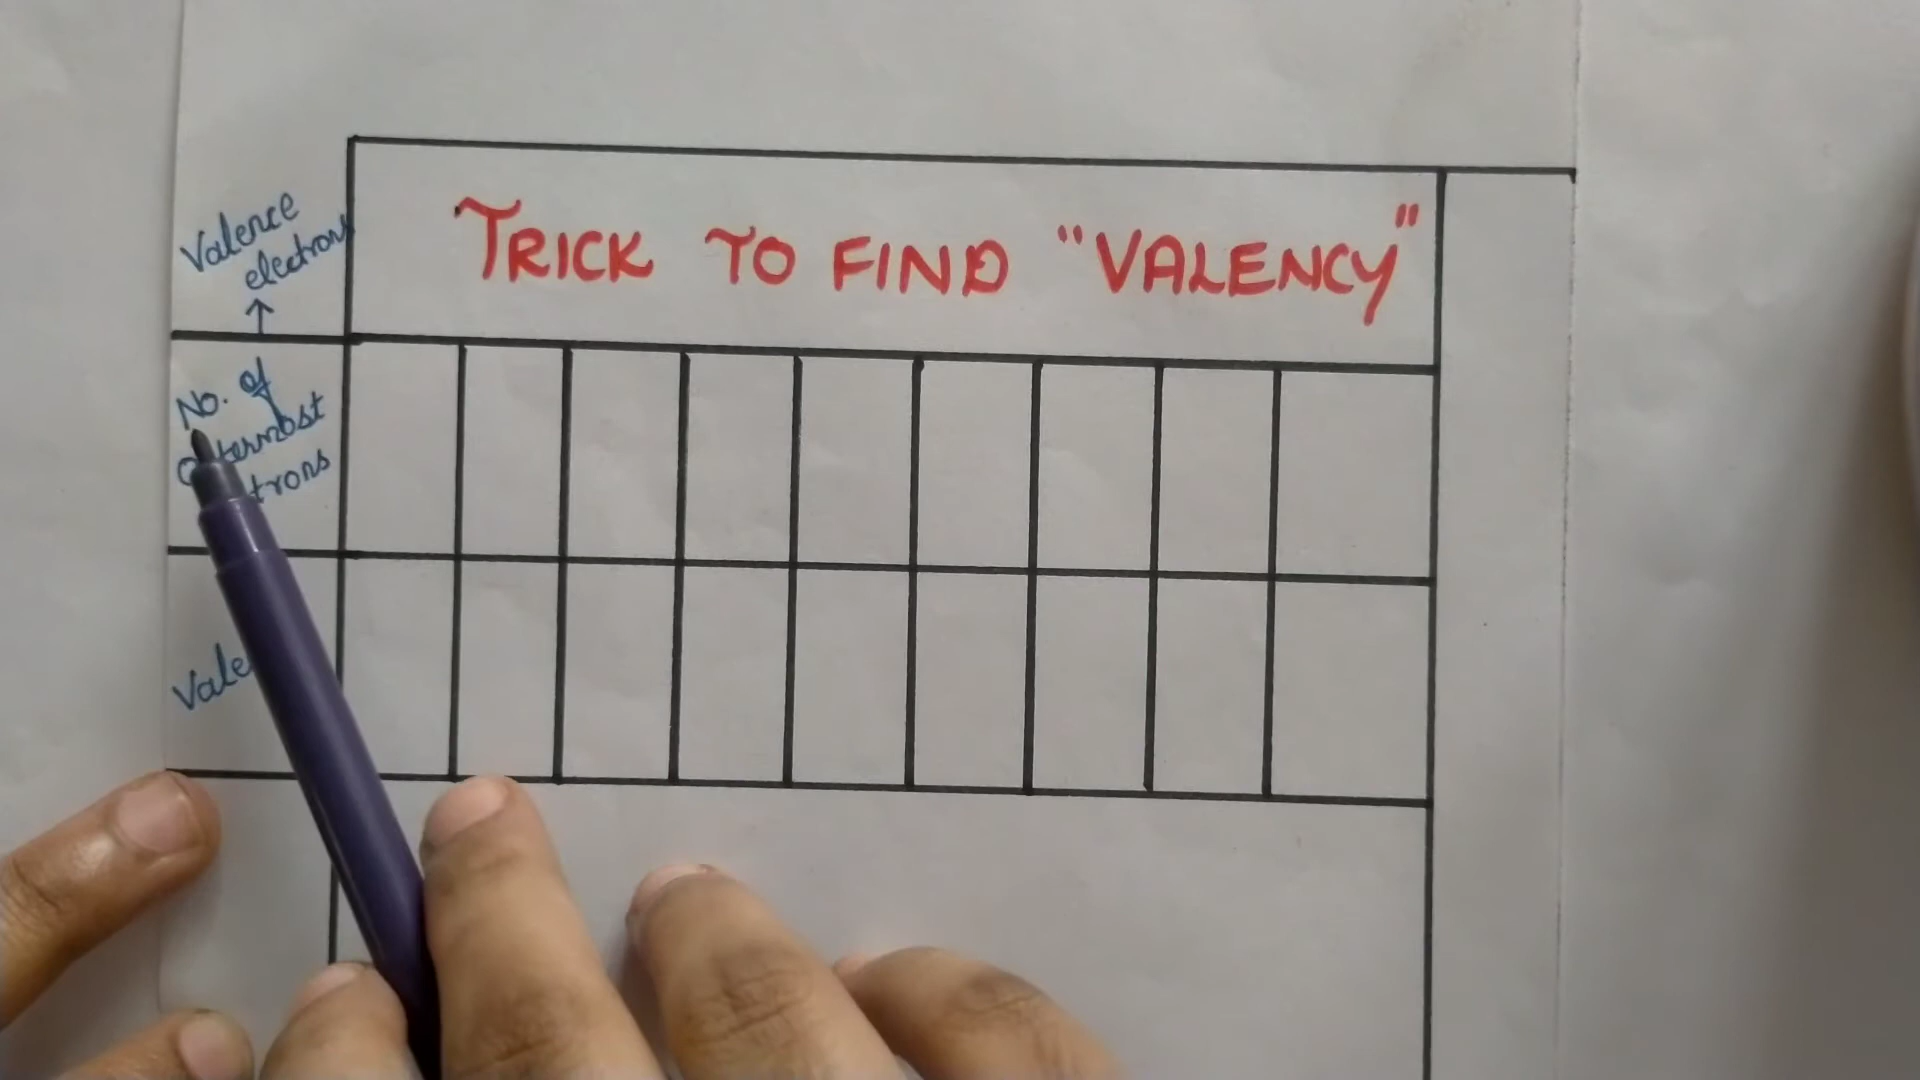 TRICK TO FIND "VALENCY"
Valence
electrons
↑
No. of
Outermost
trons
Vale